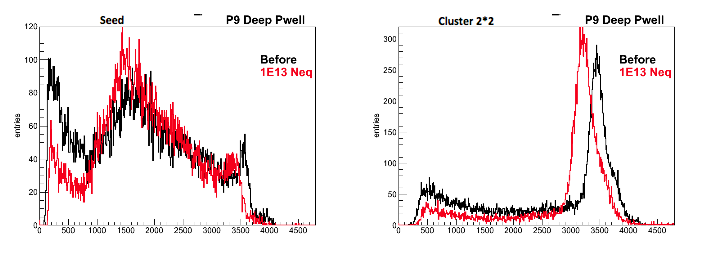 Seed
P9 Deep Pwell
120
100
80
60
40
20
0
entries
Before
1E13 Neq
0 500 1000 1500 2000 2500 3000 3500 4000 4500
Cluster 2*2
P9 Deep Pwell
300
250
200
150
100
50
0
entries
Before
1E13 Neq
0 500 1000 1500 2000 2500 3000 3500 4000 4500